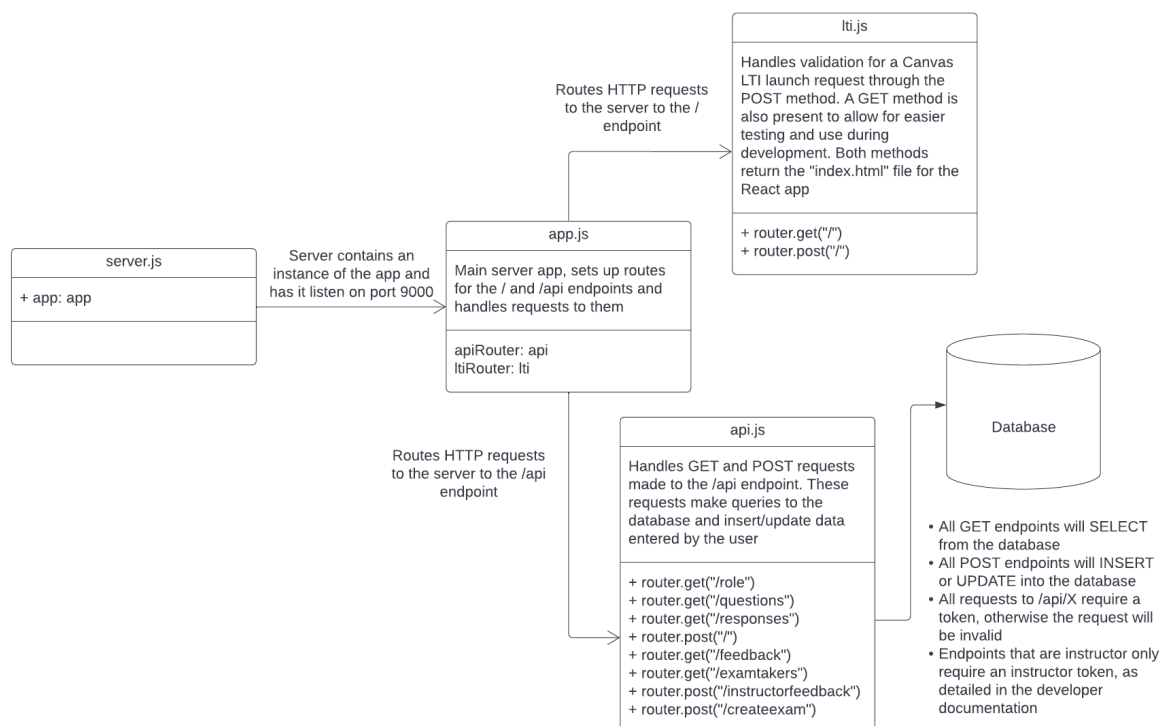 lti.js
Handles validation for a Canvas
LTI launch request through the
POST method. A GET method is
also present to allow for easier
testing and use during
development. Both methods
return the "index.html" file for the
React app
+ router.get("/")
+ router.post("/")
Routes HTTP requests
to the server to the /
endpoint
app.js
Main server app, sets up routes
for the / and /api endpoints and
handles requests to them
apiRouter: api
ltiRouter: lti
server.js
+ app: app
Server contains an
instance of the app and
has it listen on port 9000
Routes HTTP requests
to the server to the /api
endpoint
api.js
Handles GET and POST requests
made to the /api endpoint. These
requests make queries to the
database and insert/update data
entered by the user
+ router.get("/role")
+ router.get("/questions")
+ router.get("/responses")
+ router.post("/")
+ router.get("/feedback")
+ router.get("/examtakers")
+ router.post("/instructorfeedback")
+ router.post("/createexam")
Database
• All GET endpoints will SELECT
from the database
• All POST endpoints will INSERT
or UPDATE into the database
• All requests to /api/X require a
token, otherwise the request will
be invalid
• Endpoints that are instructor only
require an instructor token, as
detailed in the developer
documentation